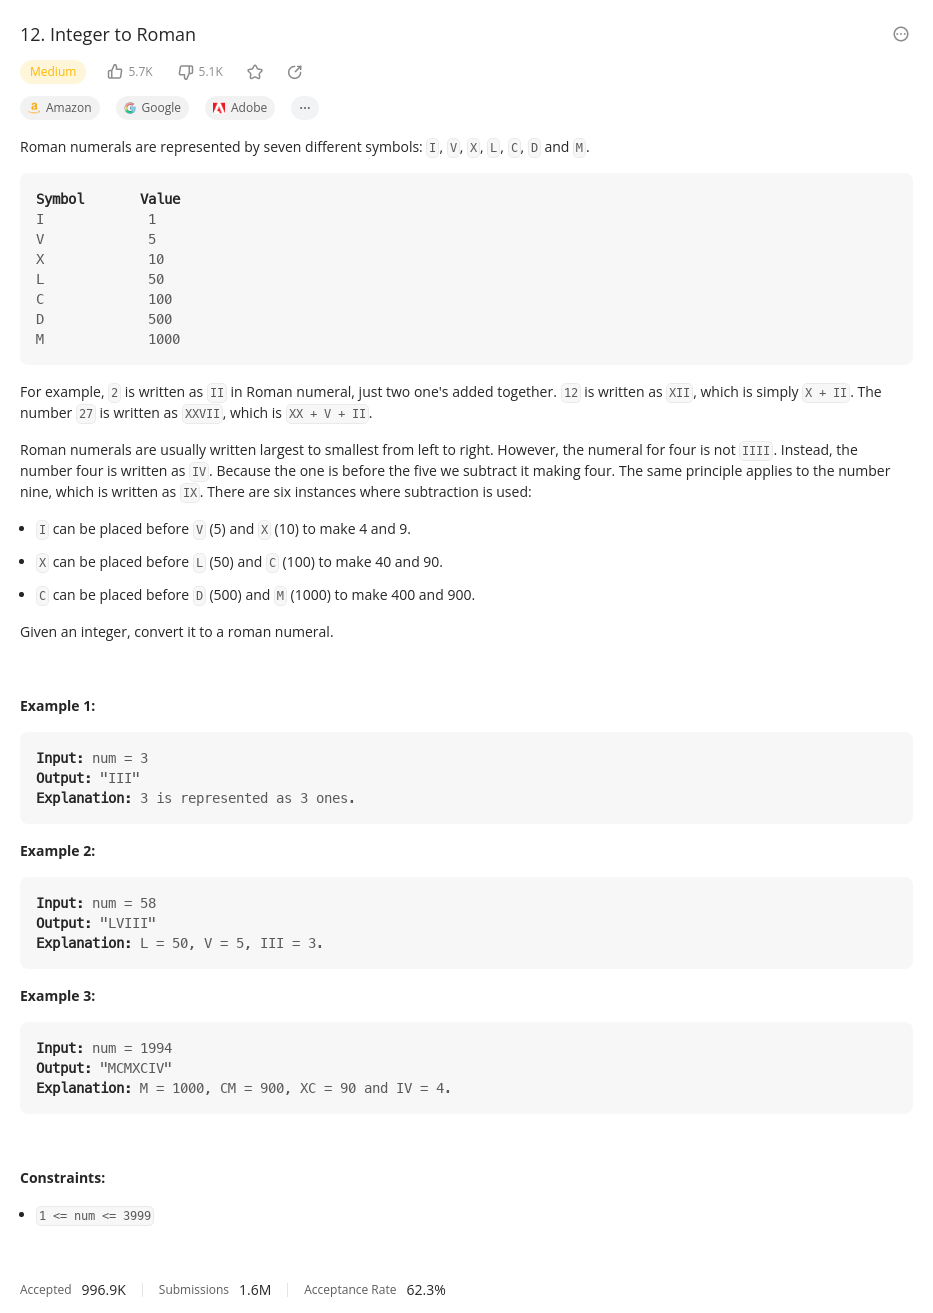 12. Integer to Roman
Medium 5.7K 5.1K
Amazon Google Adobe ...
Roman numerals are represented by seven different symbols: I, V, X, L, C, D and M.
Symbol Value
I 1
V 5
X 10
L 50
C 100
D 500
M 1000
For example, 2 is written as II in Roman numeral, just two one's added together. 12 is written as XII, which is simply X + II. The
number 27 is written as XXVII, which is XX + V + II.
Roman numerals are usually written largest to smallest from left to right. However, the numeral for four is not IIII. Instead, the
number four is written as IV. Because the one is before the five we subtract it making four. The same principle applies to the number
nine, which is written as IX. There are six instances where subtraction is used:
• I can be placed before V (5) and X (10) to make 4 and 9.
• X can be placed before L (50) and C (100) to make 40 and 90.
• C can be placed before D (500) and M (1000) to make 400 and 900.
Given an integer, convert it to a roman numeral.
Example 1:
Input: num = 3
Output: "III"
Explanation: 3 is represented as 3 ones.
Example 2:
Input: num = 58
Output: "LVIII"
Explanation: L = 50, V = 5, III = 3.
Example 3:
Input: num = 1994
Output: "MCMXCIV"
Explanation: M = 1000, CM = 900, XC = 90 and IV = 4.
Constraints:
• 1 <= num <= 3999
Accepted 996.9K Submissions 1.6M Acceptance Rate 62.3%